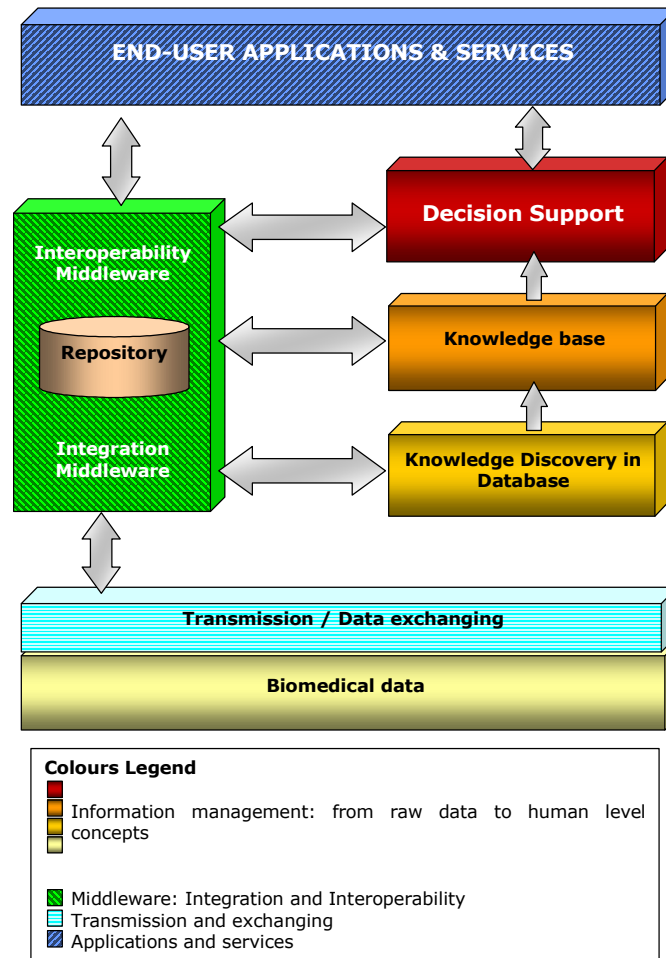 END-USER APPLICATIONS & SERVICES
Decision Support
Interoperability
Middleware
Repository
Knowledge base
Integration
Middleware
Knowledge Discovery in
Database
Transmission / Data exchanging
Biomedical data
Colours Legend
Information management: from raw data to human level
concepts
Middleware: Integration and Interoperability
Transmission and exchanging
Applications and services